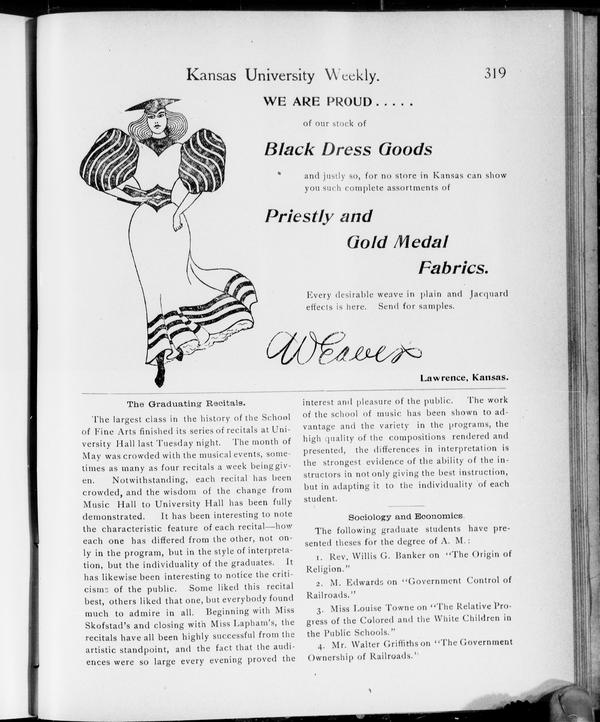 Kansas University Weekly. 319
WE ARE PROUD . . . . .
of our stock of
Black Dress Goods
and justly so, for no store in Kansas can show
you such complete assortments of
Priestly and
Gold Medal
Fabrics.
Every desirable weave in plain and Jacquard
effects is here. Send for samples.
AD Weaver
Lawrence, Kansas.
The Graduating Recitals.
The largest class in the history of the School
of Fine Arts finished its series of recitals at Uni-
versity Hall last Tuesday night. The month of
May was crowded with the musical events, some-
times as many as four recitals a week being giv-
en. Notwithstanding, each recital has been
crowded, and the wisdom of the change from
Music Hall to University Hall has been fully
demonstrated. It has been interesting to note
the characteristic feature of each recital—how
each one has differed from the other, not on-
ly in the program, but in the style of interpreta-
tion, but the individuality of the graduates. It
has likewise been interesting to notice the criti-
cisms of the public. Some liked this recital
best, others liked that one, but everybody found
much to admire in all. Beginning with Miss
Skofstad's and closing with Miss Lapham's, the
recitals have all been highly successful from the
artistic standpoint, and the fact that the audi-
ences were so large every evening proved the
interest and pleasure of the public. The work
of the school of music has been shown to ad-
vantage and the variety in the programs, the
high quality of the compositions rendered and
presented, the differences in interpretation is
the strongest evidence of the ability of the in-
structors in not only giving the best instruction,
but in adapting it to the individuality of each
student.
Sociology and Economics.
The following graduate students have pre-
sented theses for the degree of A. M.:
1. Rev. Willis G. Banker on "The Origin of
Religion."
2. M. Edwards on "Government Control of
Railroads."
3. Miss Louise Towne on "The Relative Pro-
gress of the Colored and the White Children in
the Public Schools."
4. Mr. Walter Griffiths on "The Government
Ownership of Railroads."